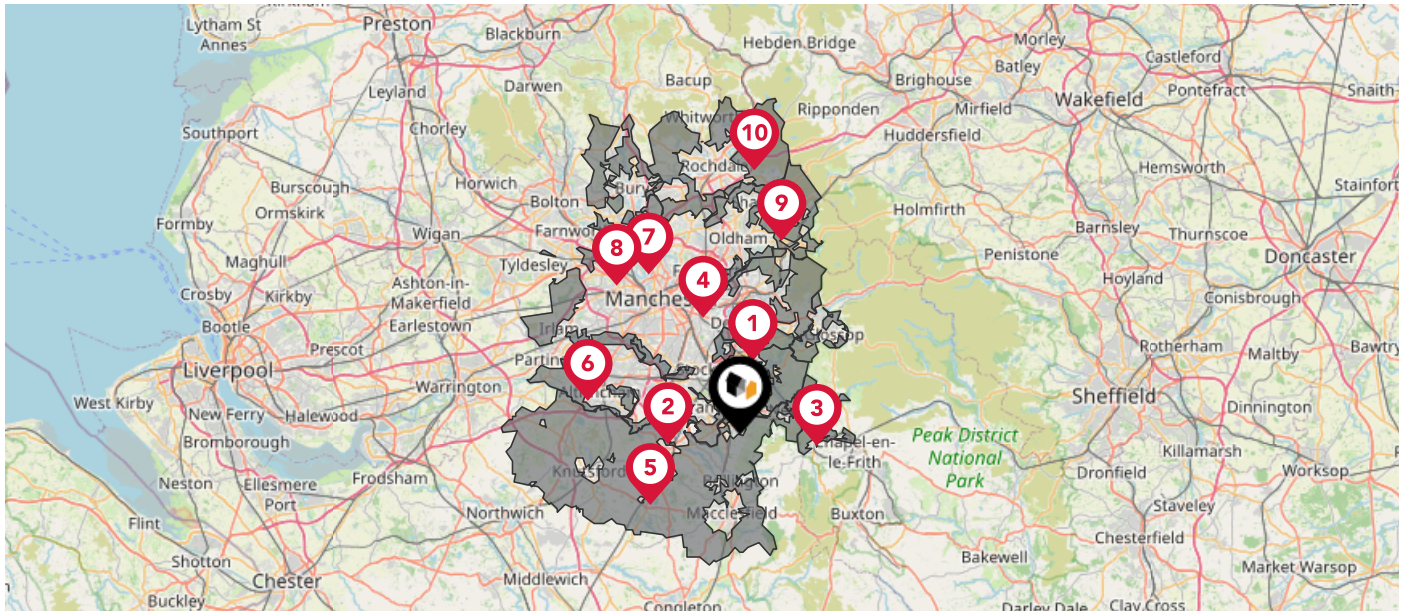 Lytham St
Annes
Preston
Blackburn
Hebden Bridge
Morley
Castleford
Batley
Leyland
Darwen
Bacup
Brighouse
Pontefract
Snaith
Ripponden
Mirfield
Wakefield
Southport
Chorley
Whitworth
10
Huddersfield
Rochdale
Hemsworth
Burscough
Horwich
Bury
Stainfort
Ormskirk
Bolton
9
Holmfirth
Formby
Wigan
Farnwo
8
7
Oldham
Barnsley
Thurnscoe
Maghull
Tyldesley
Penistone
Doncaster
Crosby
Kirkby
Ashton-in-
Makerfield
4
Hoyland
Conisbrough
Manches
Bootle
Earlestown
Irlam
1
Glossop
Prescot
Partin
6
Rotherham
Maltby
Bawtry
Liverpool
Warrington
West Kirby
New Ferry
Halewood
2
3
Sheffield
Dinnington
Bromborough
Chapel-en-
le-Frith
Peak District
National
Park
Killamarsh
Neston
Ellesmere
Port
Frodsham
Knutsford
5
Dronfield
Worksop
Northwich
Macclesfield
Buxton
Staveley
Flint
Chesterfield
Shotton
Chester
Middlewich
Bakewell
Market Warsop
Buckley
Congleton
Darley Dale
Clay Cross